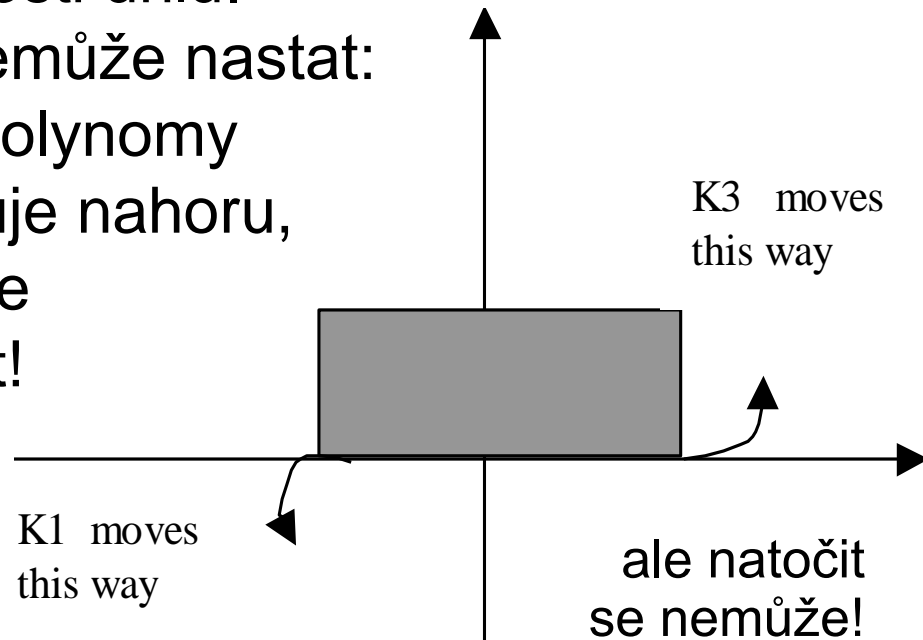 emůže nastat:
olynomy
uje nahoru,
e
t!
K3 moves
this way
K1 moves
this way
ale natočit
se nemůže!